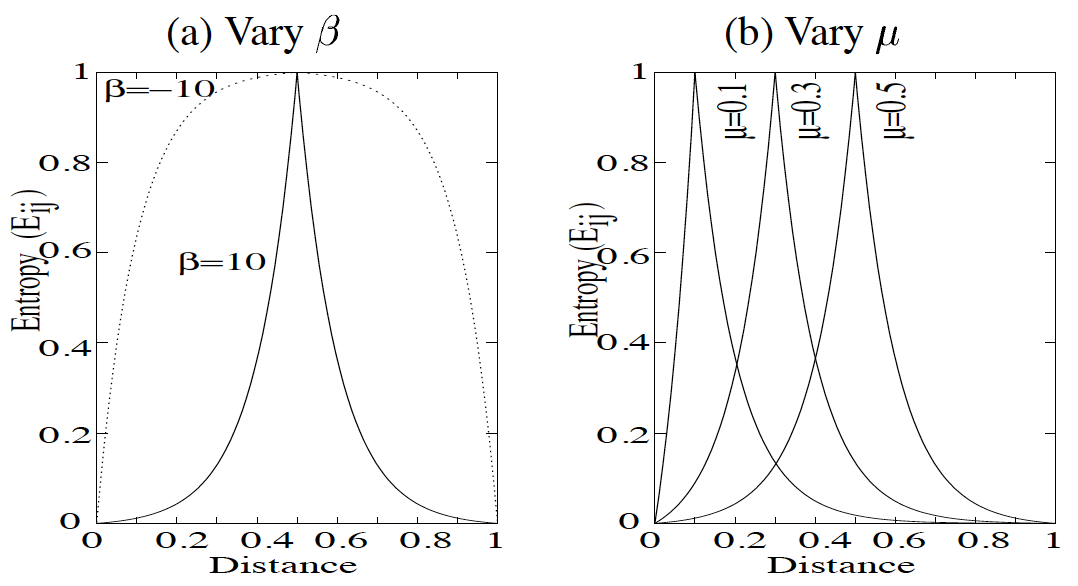 (a) Vary β
1
β=−10
0.8
0.6
β=10
0.4
0.2
0
Entropy (Eij)
0 0.2 0.4 0.6 0.8 1
Distance
(b) Vary μ
1
μ=0.1
μ=0.3
μ=0.5
0.8
0.6
0.4
0.2
0
Entropy (Eij)
0 0.2 0.4 0.6 0.8 1
Distance